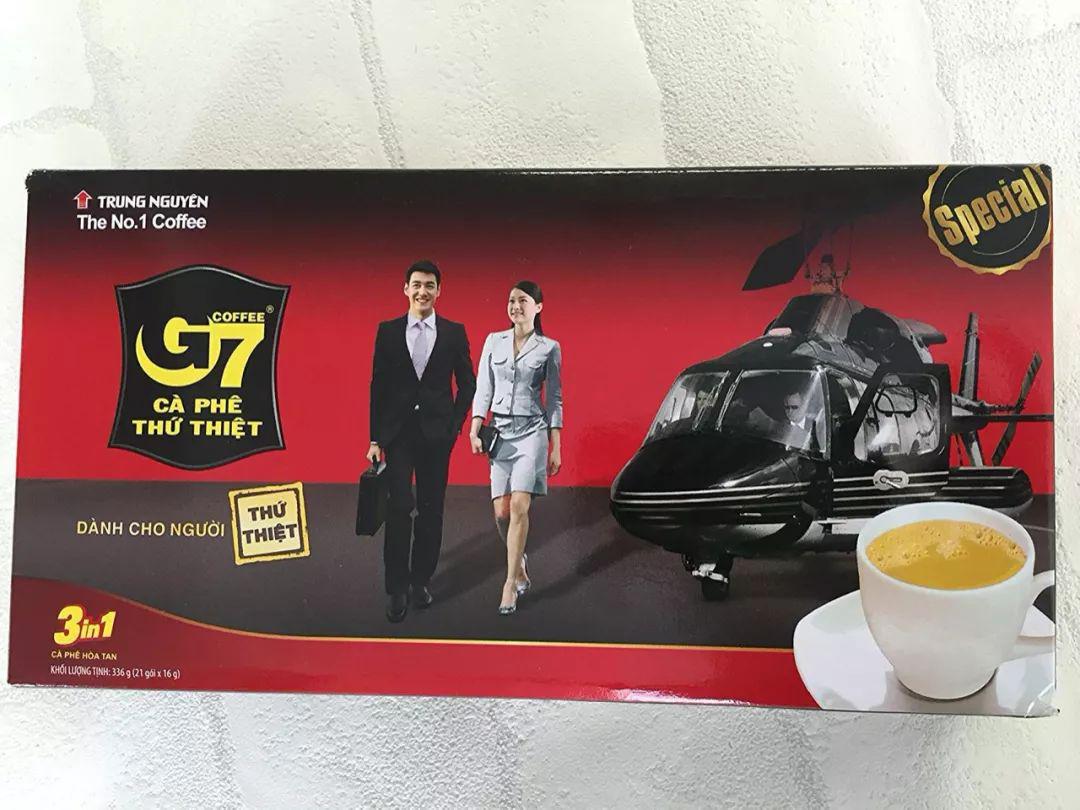 TRUNG NGUYÊN
The No.1 Coffee
Special
COFFEE®
G7
CÀ PHÊ
THỨ THIỆT
DÀNH CHO NGƯỜI
THỨ
THIỆT
3in1
CÀ PHÊ HÒA TAN
KHỐI LƯỢNG TỊNH: 336 g (21 gói x 16 g)